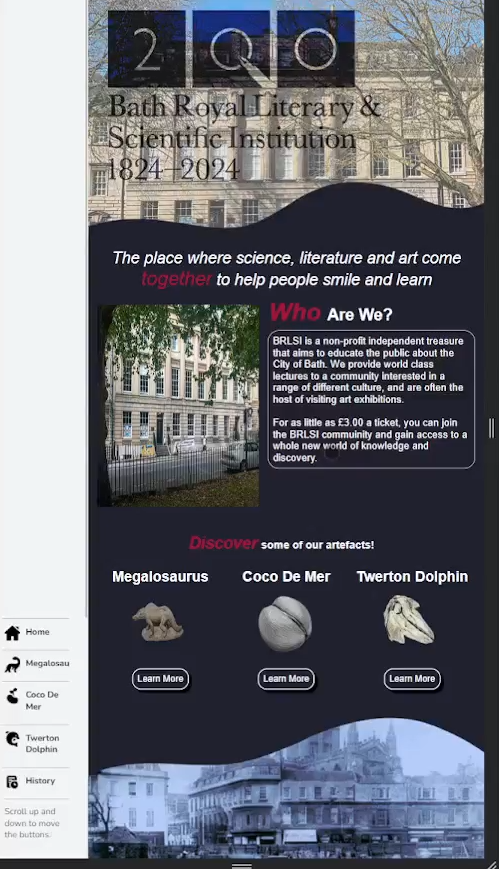 200
Bath Royal Literary &
Scientific Institution
1824–2024
The place where science, literature and art come
together to help people smile and learn
Who Are We?
BRLSI is a non-profit independent treasure
that aims to educate the public about the
City of Bath. We provide world class
lectures to a community interested in a
range of different culture, and are often the
host of visiting art exhibitions.
For as little as £3.00 a ticket, you can join
the BRLSI community and gain access to a
whole new world of knowledge and
discovery.
Discover some of our artefacts!
Megalosaurus
Coco De Mer
Twerton Dolphin
Learn More
Learn More
Learn More
Home
Megalosau
Coco De
Mer
Twerton
Dolphin
History
Scroll up and
down to move
the buttons.